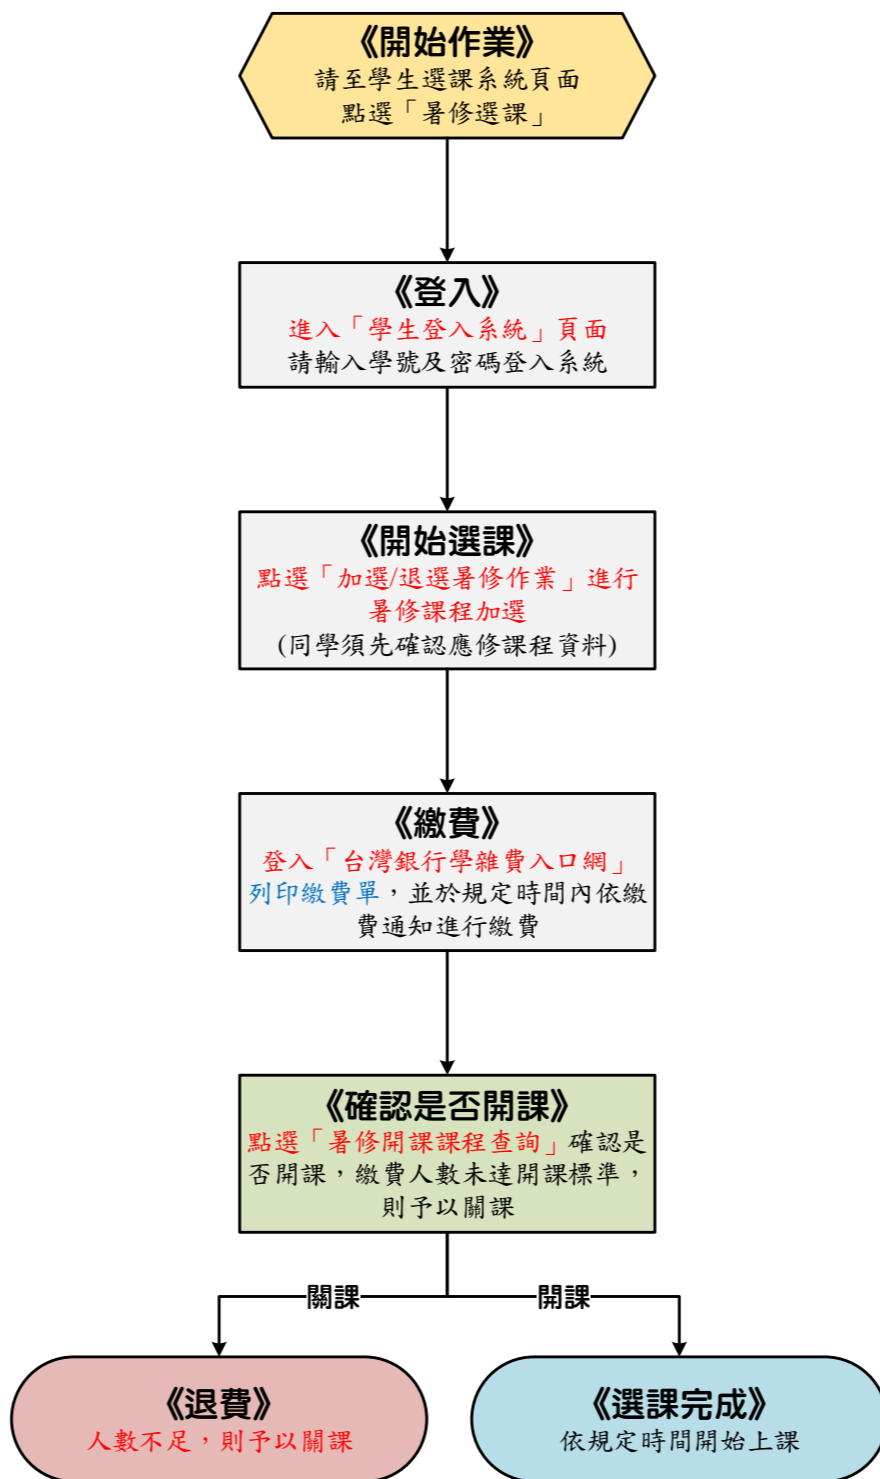 《開始作業》
請至學生選課系統頁面
點選「暑修選課」
《登入》
進入「學生登入系統」頁面
請輸入學號及密碼登入系統
《開始選課》
點選「加選/退選暑修作業」進行
暑修課程加選
(同學須先確認應修課程資料)
《繳費》
登入「台灣銀行學雜費入口網」
列印繳費單，並於規定時間內依繳
費通知進行繳費
《確認是否開課》
點選「暑修開課課程查詢」確認是
否開課，繳費人數未達開課標準，
則予以關課
關課
開課
《退費》
人數不足，則予以關課
《選課完成》
依規定時間開始上課